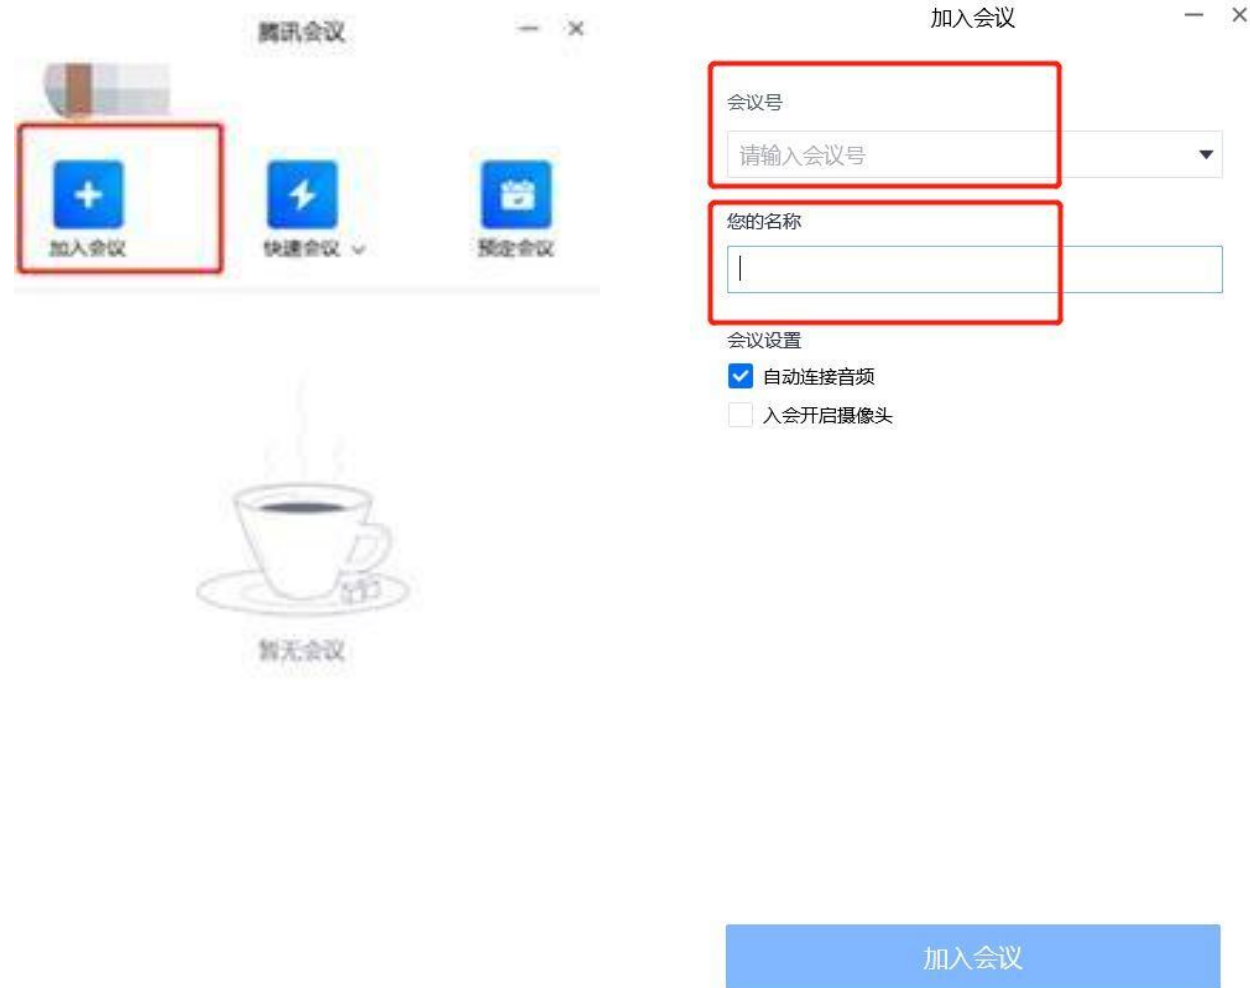 腾讯会议
加入会议
快速会议
预定会议
暂无会议
加入会议
会议号
请输入会议号
您的名称
会议设置
自动连接音频
入会开启摄像头
加入会议